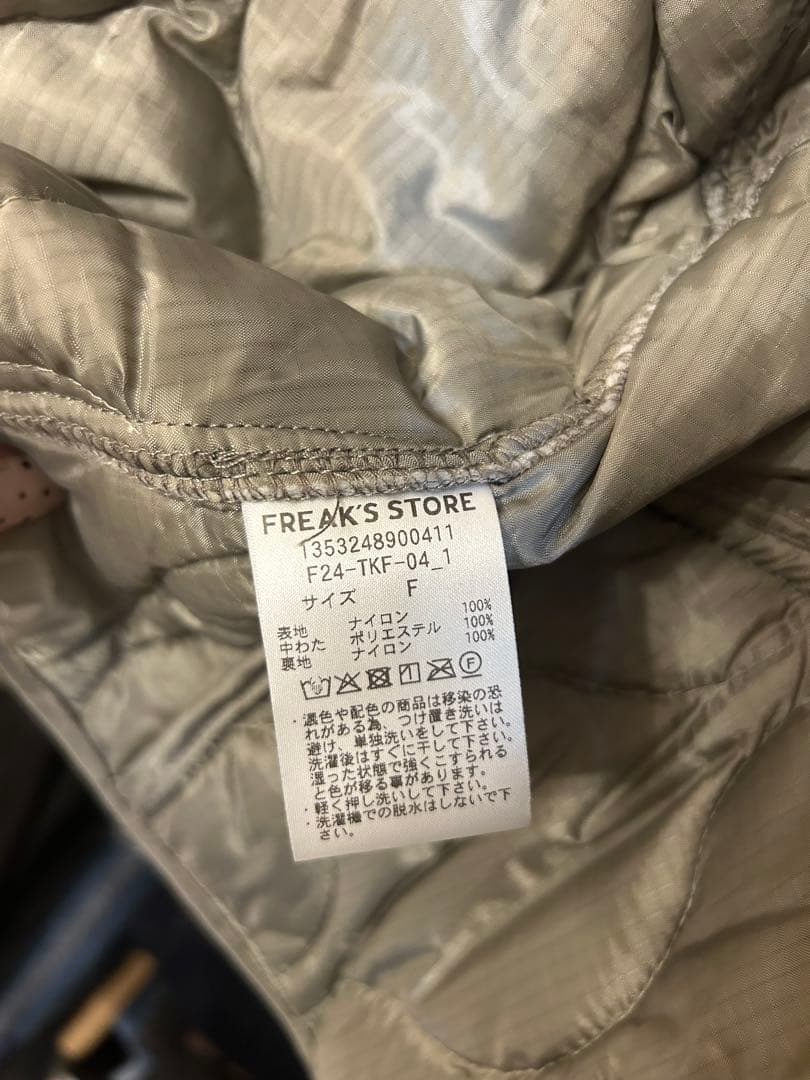 FREAK'S STORE
1353248900411
F24-TKF-04_1
サイズ F
表地 ナイロン 100%
中わた ポリエステル 100%
裏地 ナイロン 100%
F
・濃色や配色の商品は移染の恐
れがある為、つけ置き洗いは
避け、単独洗いをして下さい。
洗濯後はすぐに干して下さい。
湿った状態で強くこすられる
と色が移る事があります。
・軽く押し洗いして下さい。
・洗濯機での脱水はしないで下
さい。